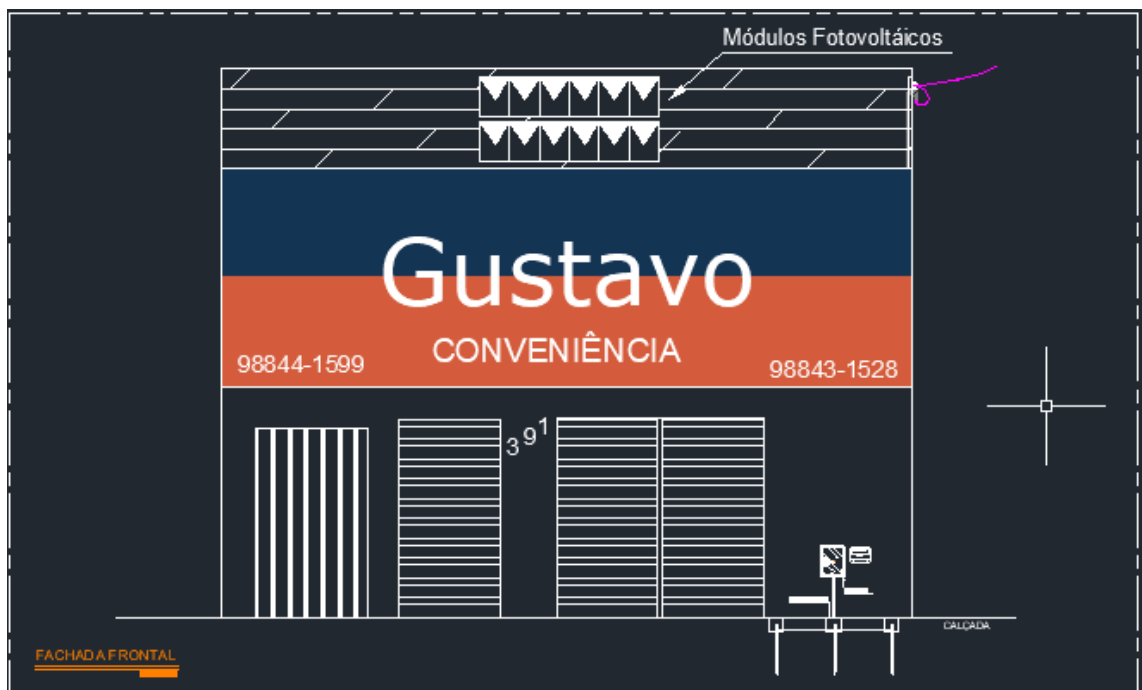 Módulos Fotovoltáicos
Gustavo
CONVENIÊNCIA
98844-1599
98843-1528
391
CALÇADA
FACHADA FRONTAL